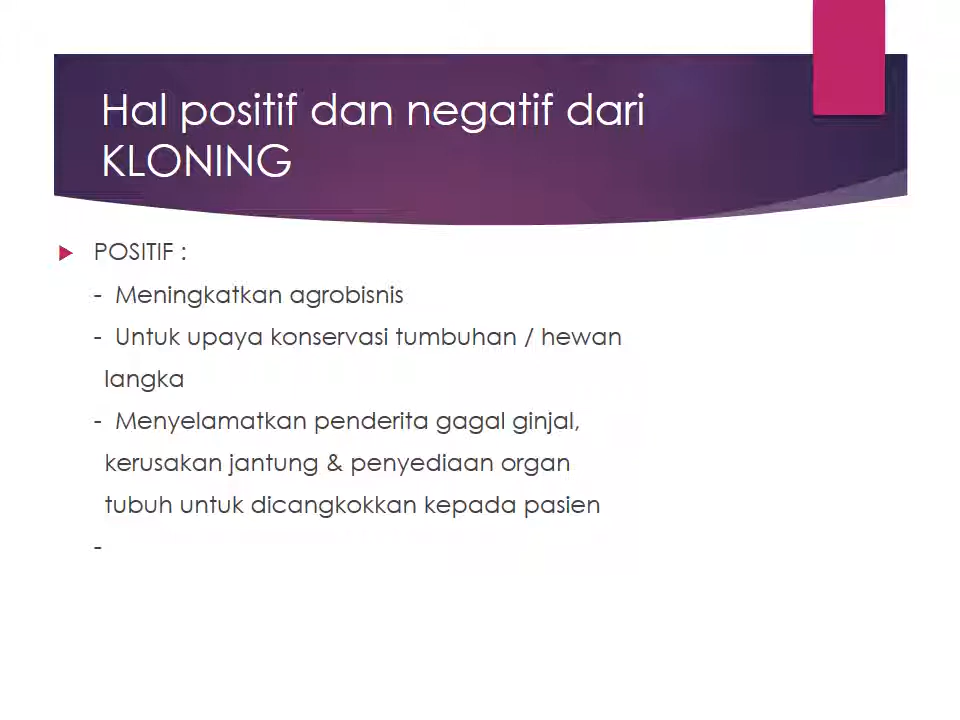 Hal positif dan negatif dari
KLONING
POSITIF :
- Meningkatkan agrobisnis
- Untuk upaya konservasi tumbuhan / hewan
langka
- Menyelamatkan penderita gagal ginjal,
kerusakan jantung & penyediaan organ
tubuh untuk dicangkokkan kepada pasien
-